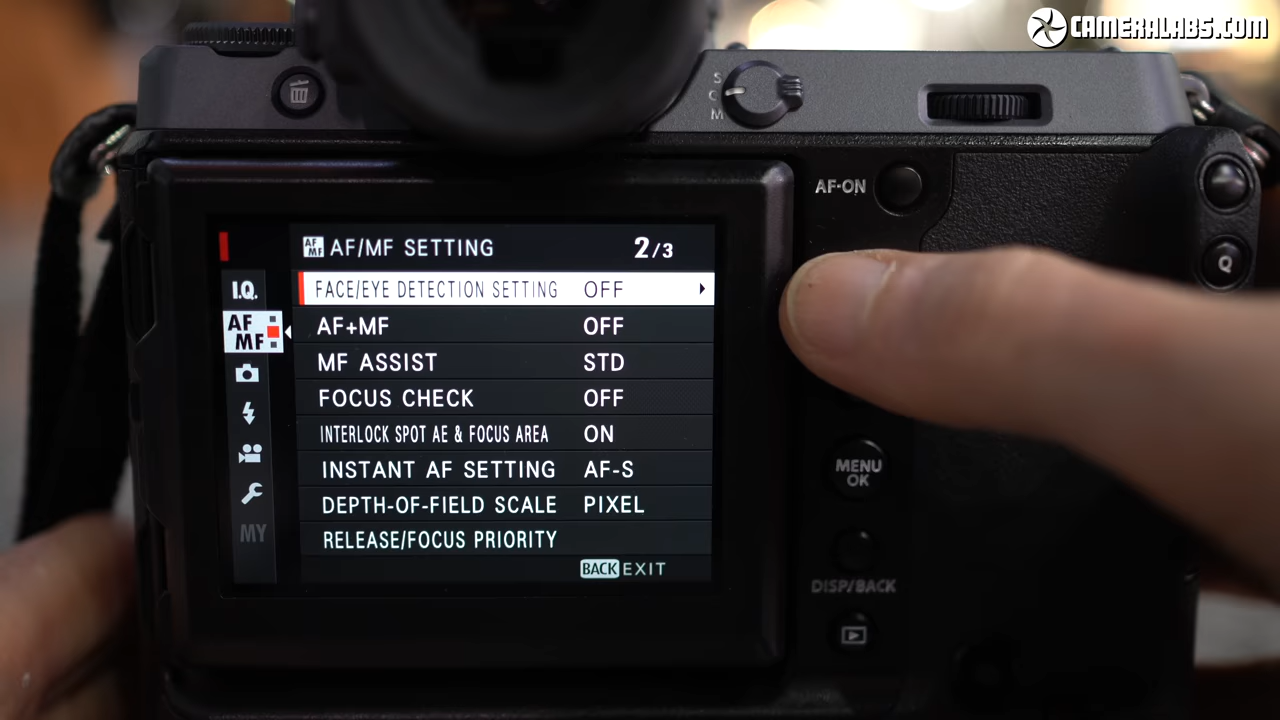 CAMERALABS.COM
S
C
M
AF-ON
Q
AF MF AF/MF SETTING 2/3
I.Q.
FACE/EYE DETECTION SETTING OFF
AF MF
AF+MF OFF
MF ASSIST STD
FOCUS CHECK OFF
INTERLOCK SPOT AE & FOCUS AREA ON
INSTANT AF SETTING AF-S
DEPTH-OF-FIELD SCALE PIXEL
MY
RELEASE/FOCUS PRIORITY
BACK EXIT
MENU
OK
DISP/BACK